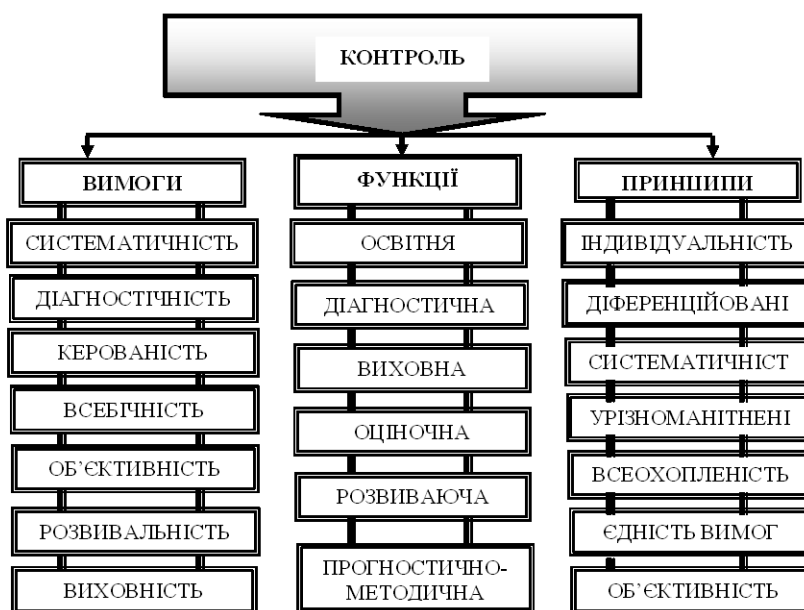 КОНТРОЛЬ
ВИМОГИ
СИСТЕМАТИЧНІСТЬ
ДІАГНОСТІЧНІСТЬ
КЕРОВАНІСТЬ
ВСЕБІЧНІСТЬ
ОБ’ЄКТИВНІСТЬ
РОЗВИВАЛЬНІСТЬ
ВИХОВНІСТЬ
ФУНКЦІЇ
ОСВІТНЯ
ДІАГНОСТИЧНА
ВИХОВНА
ОЦІНОЧНА
РОЗВИВАЮЧА
ПРОГНОСТИЧНО-
МЕТОДИЧНА
ПРИНЦИПИ
ІНДИВІДУАЛЬНІСТЬ
ДІФЕРЕНЦІЙОВАНІ
СИСТЕМАТИЧНІСТ
УРІЗНОМАНІТНЕНІ
ВСЕОХОПЛЕНІСТЬ
ЄДНІСТЬ ВИМОГ
ОБ’ЄКТИВНІСТЬ